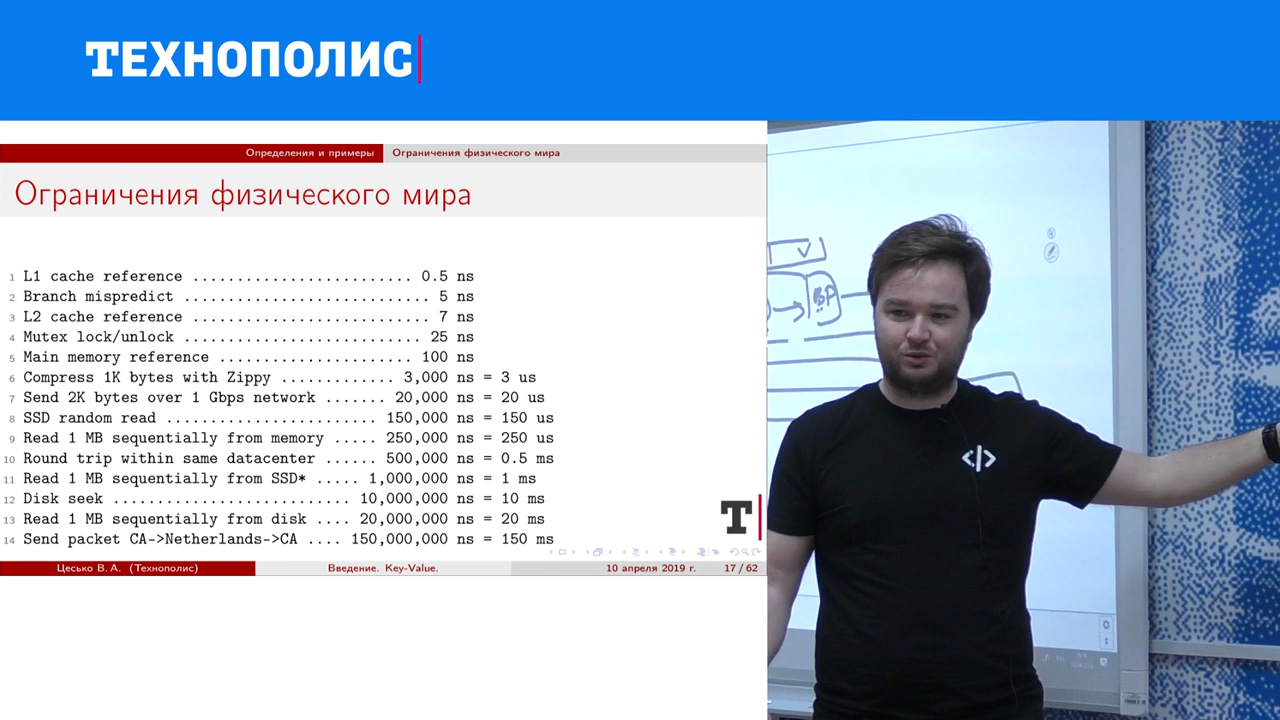 ТЕХНОПОЛИС
Определения и примеры Ограничения физического мира
Ограничения физического мира
1 L1 cache reference ......................... 0.5 ns
2 Branch mispredict ............................ 5 ns
3 L2 cache reference ........................... 7 ns
4 Mutex lock/unlock ........................... 25 ns
5 Main memory reference ...................... 100 ns
6 Compress 1K bytes with Zippy ............. 3,000 ns = 3 us
7 Send 2K bytes over 1 Gbps network ....... 20,000 ns = 20 us
8 SSD random read ........................ 150,000 ns = 150 us
9 Read 1 MB sequentially from memory ..... 250,000 ns = 250 us
10 Round trip within same datacenter ...... 500,000 ns = 0.5 ms
11 Read 1 MB sequentially from SSD* ..... 1,000,000 ns = 1 ms
12 Disk seek ........................... 10,000,000 ns = 10 ms
13 Read 1 MB sequentially from disk .... 20,000,000 ns = 20 ms
14 Send packet CA->Netherlands->CA .... 150,000,000 ns = 150 ms
T
Цесько В. А. (Технополис) Введение. Key-Value. 10 апреля 2019 г. 17 / 62
</>